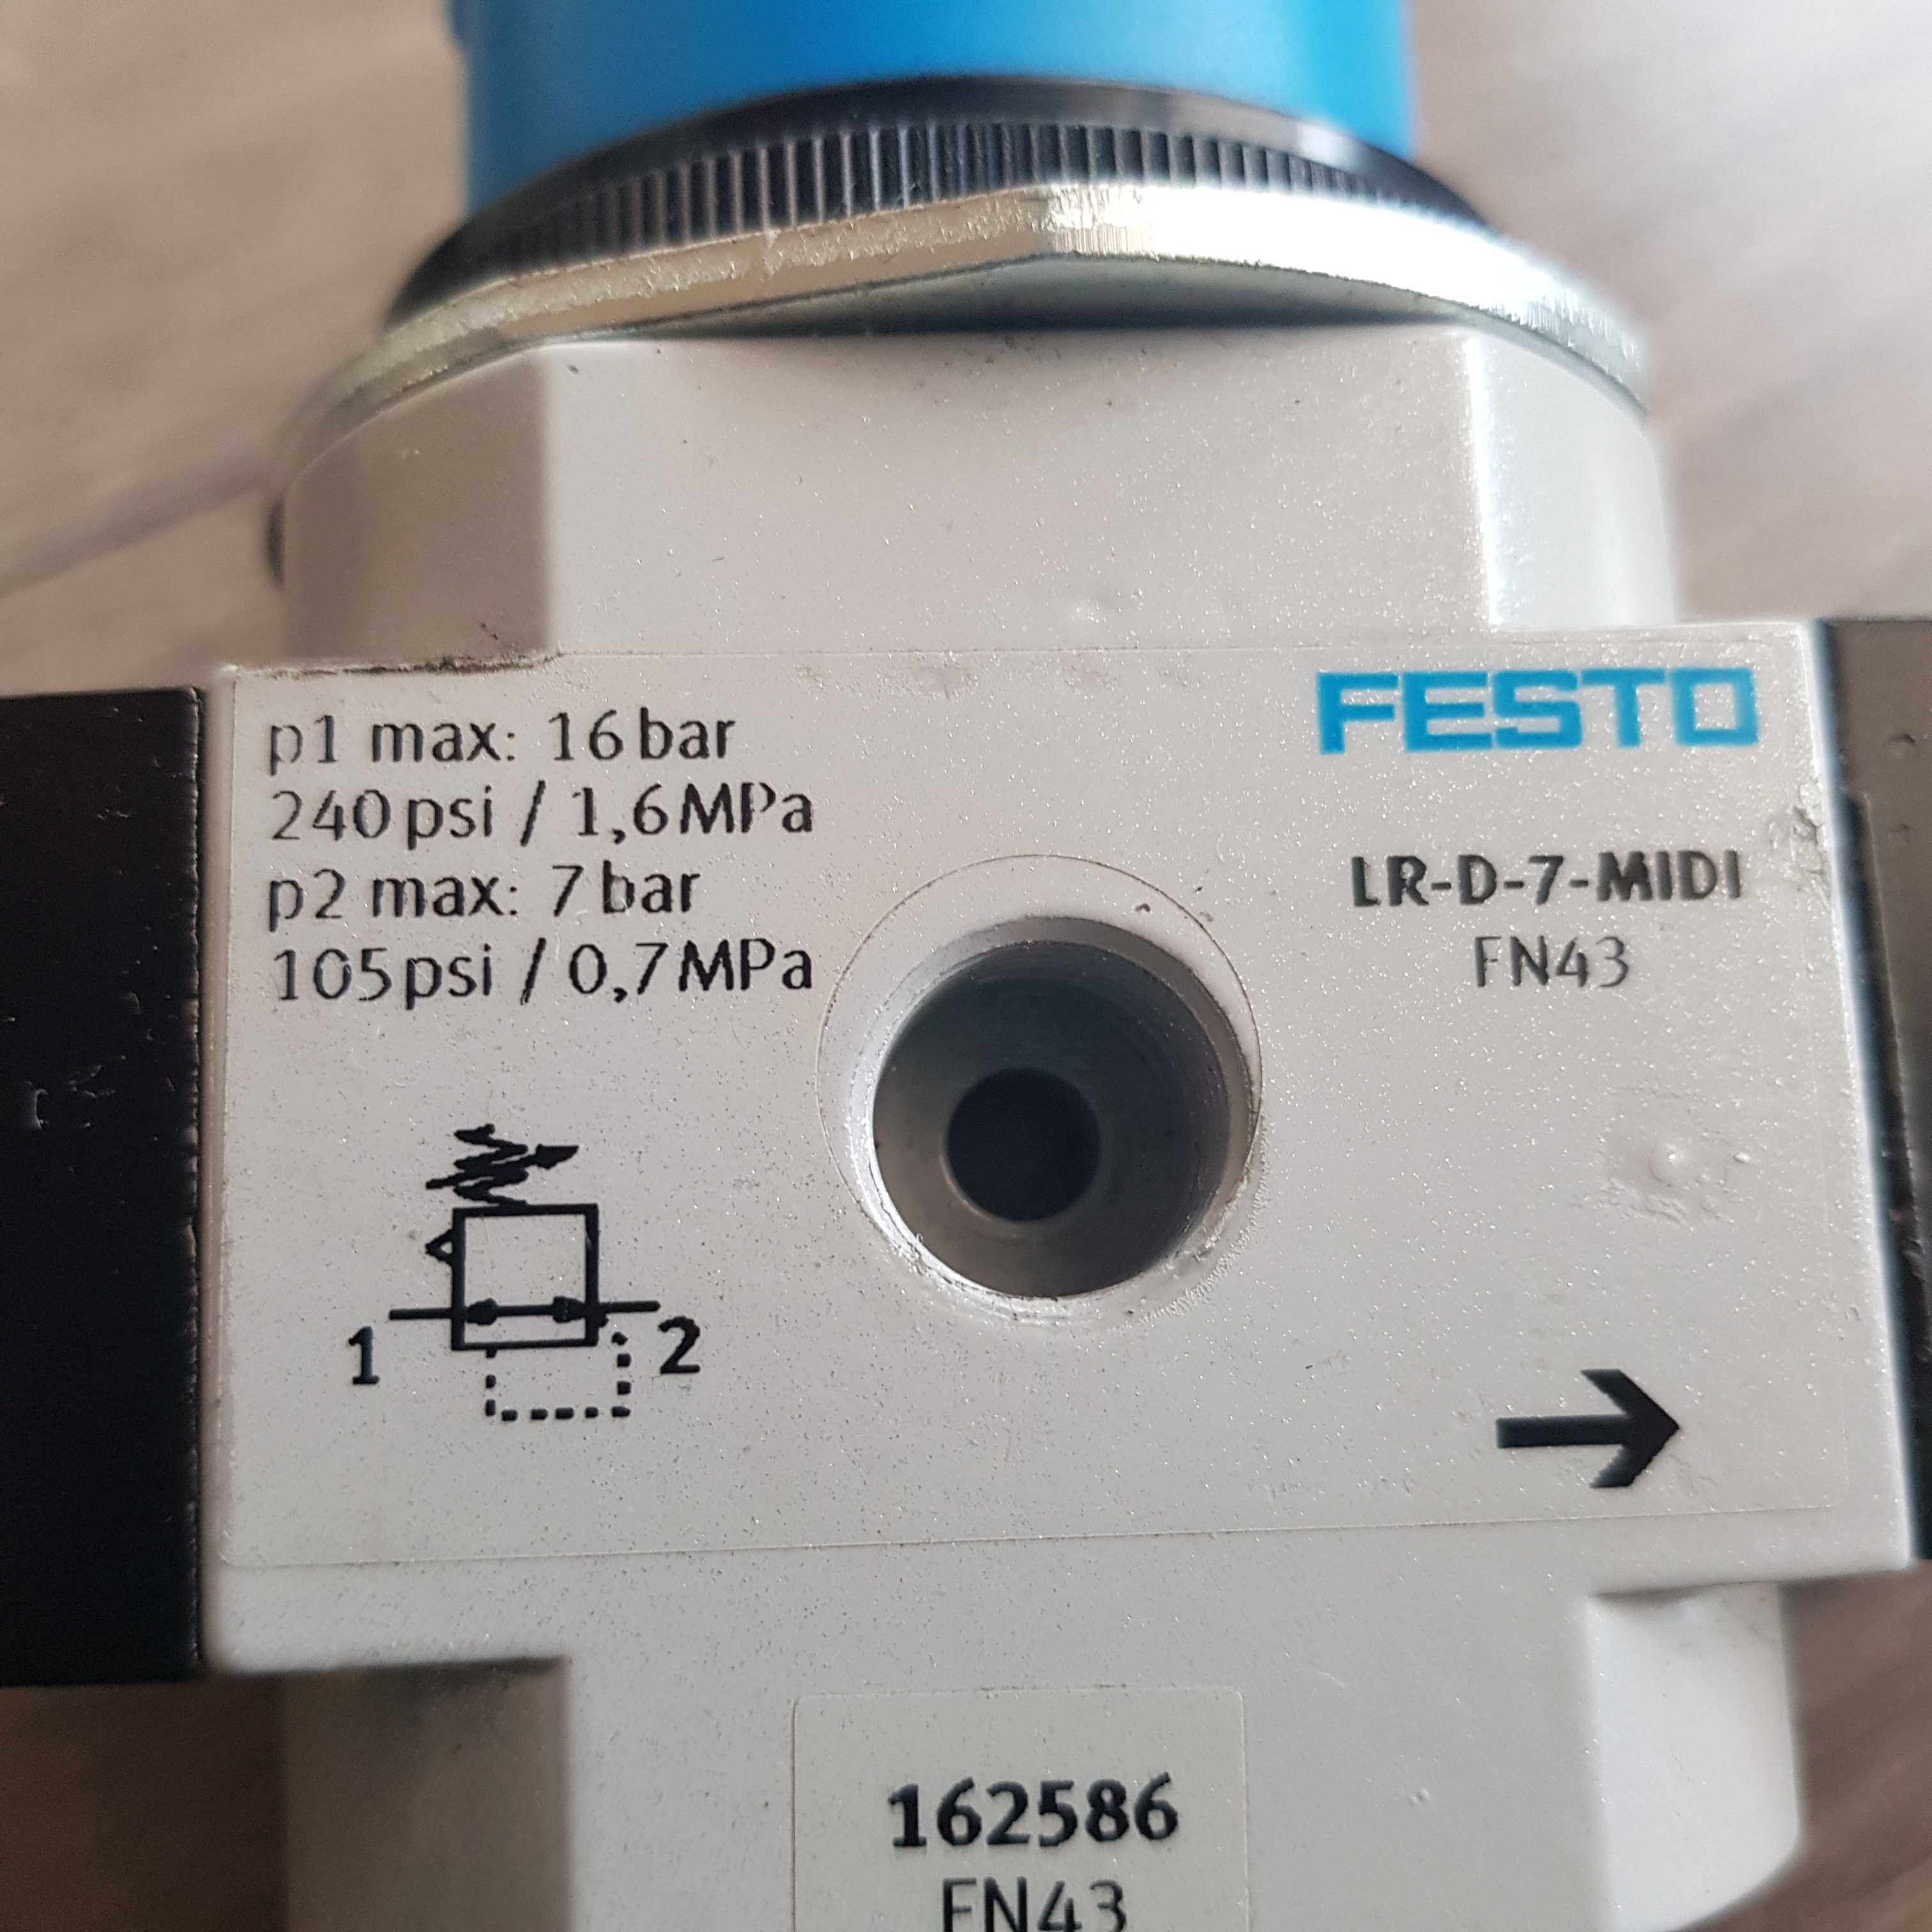 p1 max: 16 bar
240 psi / 1,6 MPa
p2 max: 7 bar
105 psi / 0,7 MPa
FESTO
LR-D-7-MIDI
FN43
1 2
162586
FN43